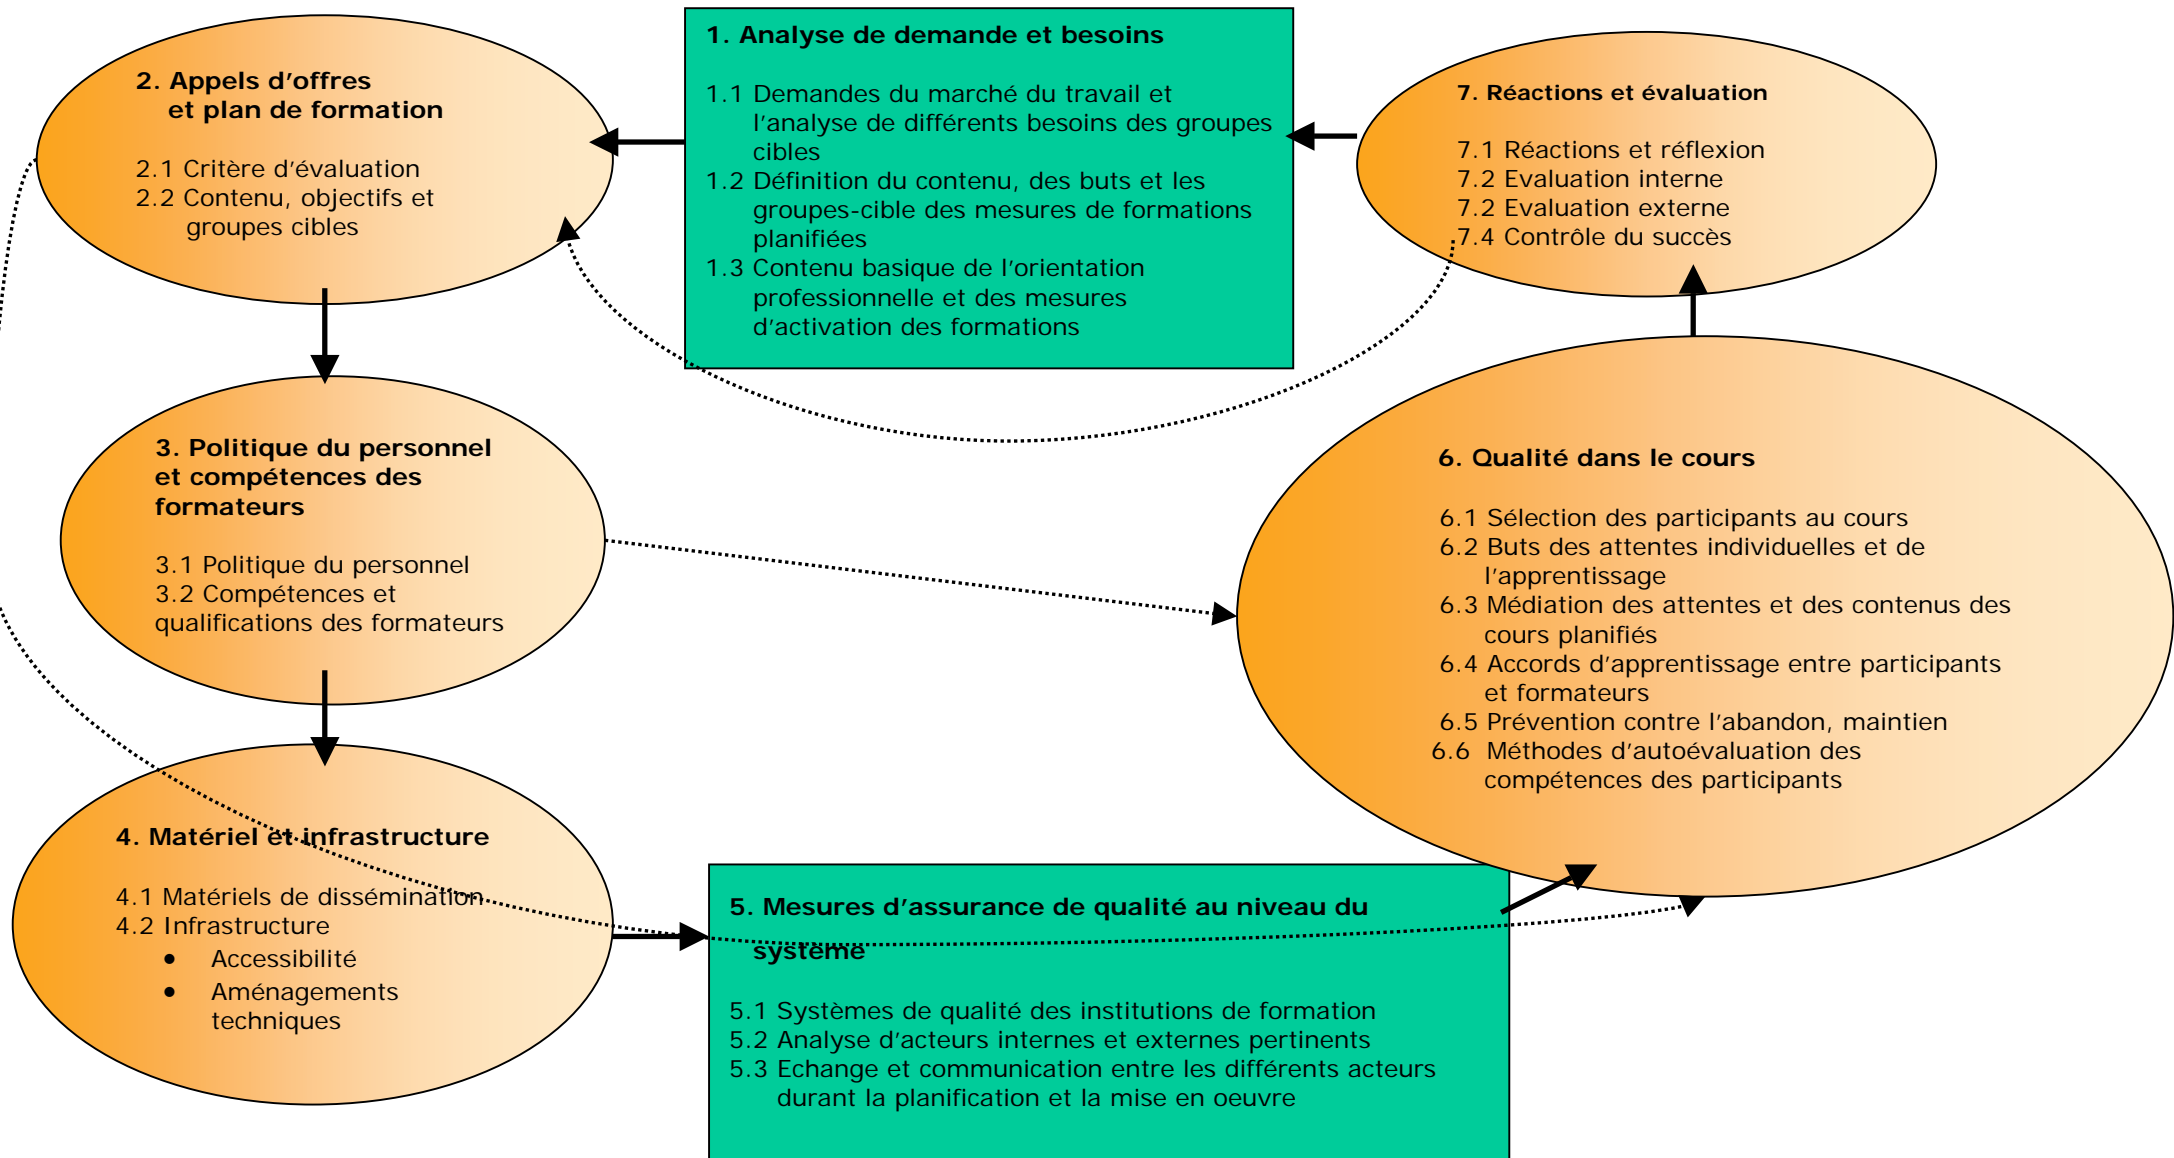 1. Analyse de demande et besoins
1.1 Demandes du marché du travail et
l'analyse de différents besoins des groupes
cibles
1.2 Définition du contenu, des buts et les
groupes-cible des mesures de formations
planifiées
1.3 Contenu basique de l'orientation
professionnelle et des mesures
d'activation des formations
2. Appels d'offres
et plan de formation
2.1 Critère d'évaluation
2.2 Contenu, objectifs et
groupes cibles
3. Politique du personnel
et compétences des
formateurs
3.1 Politique du personnel
3.2 Compétences et
qualifications des formateurs
4. Matériel et infrastructure
4.1 Matériels de dissémination
4.2 Infrastructure
• Accessibilité
• Aménagements
techniques
5. Mesures d'assurance de qualité au niveau du
système
5.1 Systèmes de qualité des institutions de formation
5.2 Analyse d'acteurs internes et externes pertinents
5.3 Echange et communication entre les différents acteurs
durant la planification et la mise en oeuvre
6. Qualité dans le cours
6.1 Sélection des participants au cours
6.2 Buts des attentes individuelles et de
l'apprentissage
6.3 Médiation des attentes et des contenus des
cours planifiés
6.4 Accords d'apprentissage entre participants
et formateurs
6.5 Prévention contre l'abandon, maintien
6.6 Méthodes d'autoévaluation des
compétences des participants
7. Réactions et évaluation
7.1 Réactions et réflexion
7.2 Evaluation interne
7.2 Evaluation externe
7.4 Contrôle du succès